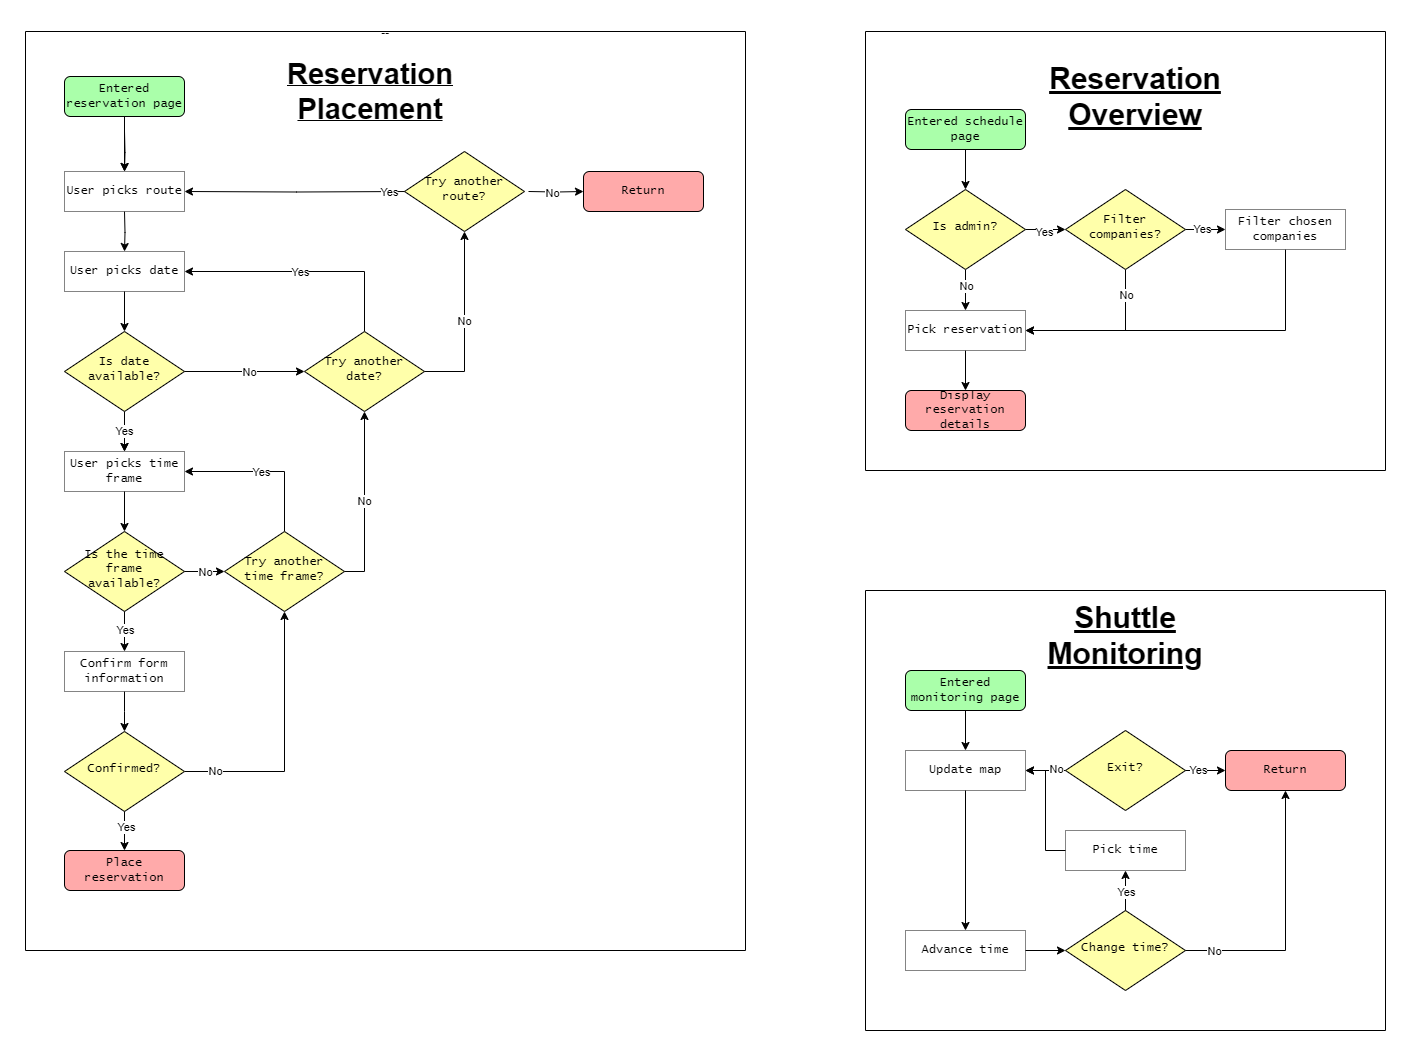 --
Reservation
Placement
Entered
reservation page
User picks route
Yes
Try another
route?
No
Return
User picks date
Yes
Is date
available?
No
Try another
date?
No
Yes
User picks time
frame
Yes
No
Is the time
frame
available?
No
Try another
time frame?
Yes
Confirm form
information
Confirmed?
No
Yes
Place
reservation
Reservation
Overview
Entered schedule
page
Is admin?
Yes
Filter
companies?
Yes
Filter chosen
companies
No
No
Pick reservation
Display
reservation
details
Shuttle
Monitoring
Entered
monitoring page
Update map
No
Exit?
Yes
Return
Pick time
Yes
Advance time
Change time?
No